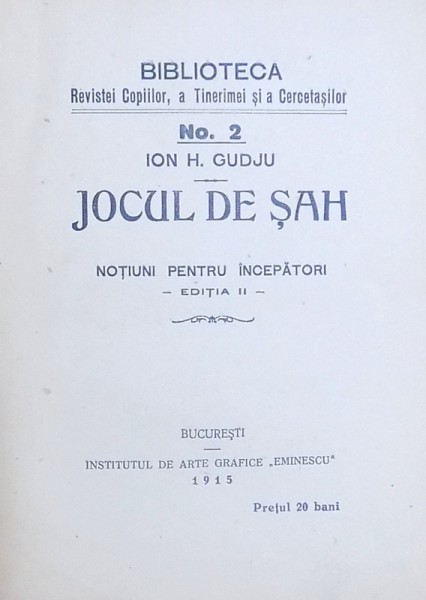 BIBLIOTECA
Revistei Copiilor, a Tinerimei și a Cercetașilor
No. 2
ION H. GUDJU
JOCUL DE ȘAH
NOȚIUNI PENTRU ÎNCEPĂTORI
– EDIȚIA II –
BUCUREȘTI
INSTITUTUL DE ARTE GRAFICE „EMINESCU“
1915
Prețul 20 bani